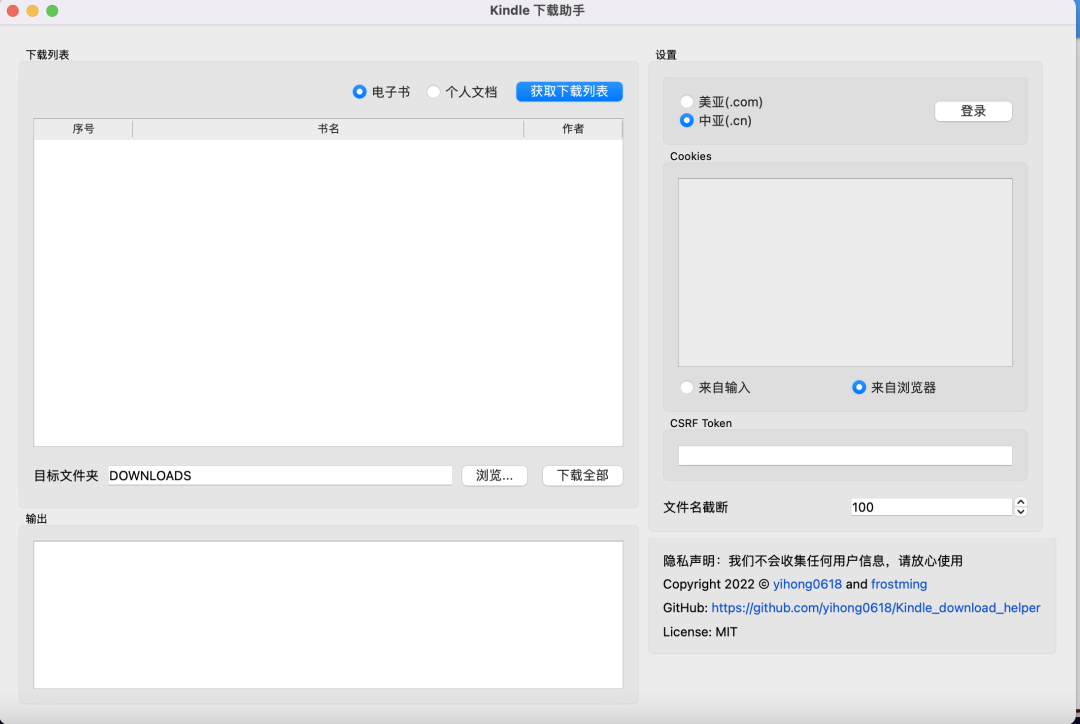 Kindle 下载助手
下载列表
电子书 个人文档 获取下载列表
序号 书名 作者
目标文件夹 DOWNLOADS 浏览... 下载全部
输出
设置
美亚(.com)
中亚(.cn)
登录
Cookies
来自输入 来自浏览器
CSRF Token
文件名截断 100
隐私声明：我们不会收集任何用户信息，请放心使用
Copyright 2022 © yihong0618 and frostming
GitHub: https://github.com/yihong0618/Kindle_download_helper
License: MIT